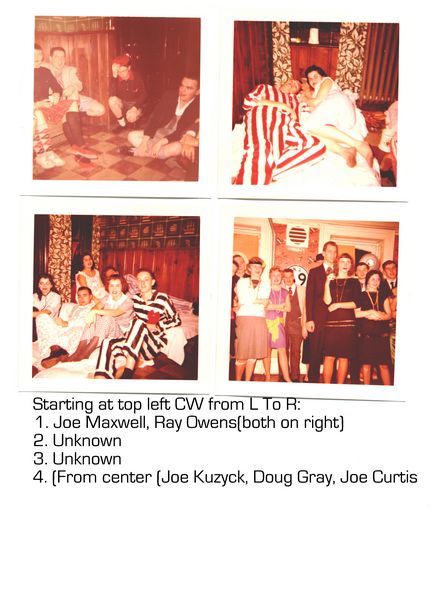 9
Starting at top left CW from L To R:
1. Joe Maxwell, Ray Owens(both on right)
2. Unknown
3. Unknown
4. (From center (Joe Kuzyck, Doug Gray, Joe Curtis